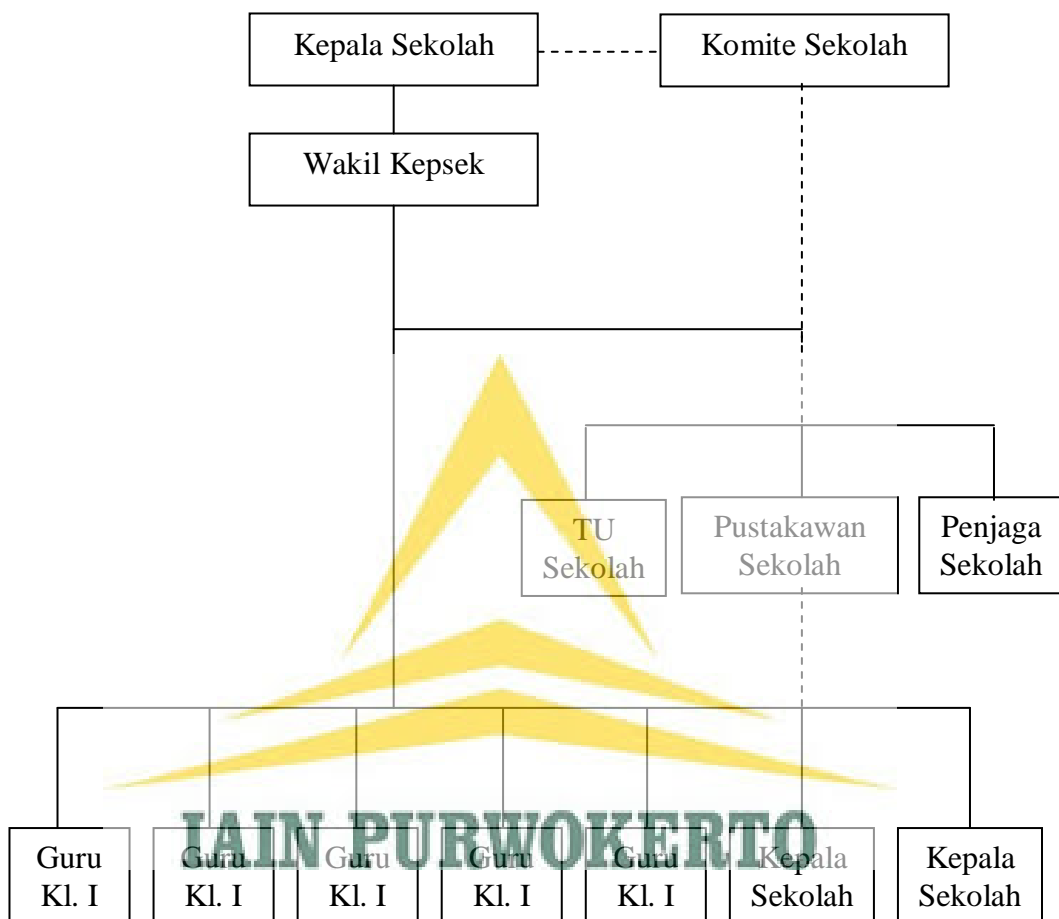 Kepala Sekolah
Komite Sekolah
Wakil Kepsek
TU
Sekolah
Pustakawan
Sekolah
Penjaga
Sekolah
IAIN PURWOKERTO
Guru
Kl. I
Guru
Kl. I
Guru
Kl. I
Guru
Kl. I
Guru
Kl. I
Kepala
Sekolah
Kepala
Sekolah